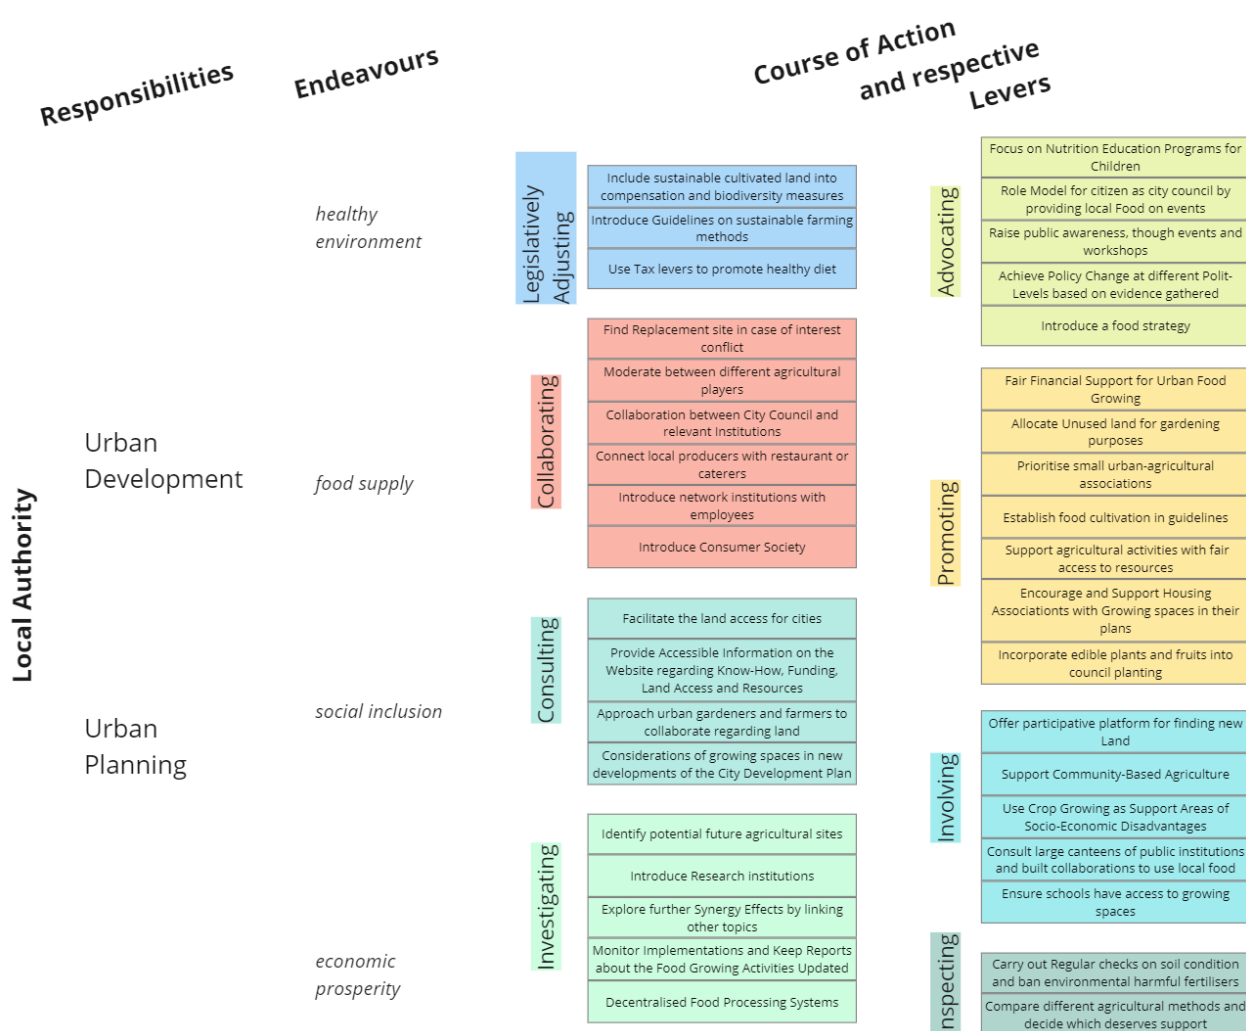 Responsibilities
Endeavours
Course of Action
and respective
Levers
Local Authority
Urban
Development
Urban
Planning
healthy
environment
food supply
social inclusion
economic
prosperity
Legislatively
Adjusting
Include sustainable cultivated land into
compensation and biodiversity measures
Introduce Guidelines on sustainable farming
methods
Use Tax levers to promote healthy diet
Collaborating
Find Replacement site in case of interest
conflict
Moderate between different agricultural
players
Collaboration between City Council and
relevant Institutions
Connect local producers with restaurant or
caterers
Introduce network institutions with
employees
Introduce Consumer Society
Consulting
Facilitate the land access for cities
Provide Accessible Information on the
Website regarding Know-How, Funding,
Land Access and Resources
Approach urban gardeners and farmers to
collaborate regarding land
Considerations of growing spaces in new
developments of the City Development Plan
Investigating
Identify potential future agricultural sites
Introduce Research institutions
Explore further Synergy Effects by linking
other topics
Monitor Implementations and Keep Reports
about the Food Growing Activities Updated
Decentralised Food Processing Systems
Advocating
Focus on Nutrition Education Programs for
Children
Role Model for citizen as city council by
providing local Food on events
Raise public awareness, though events and
workshops
Achieve Policy Change at different Polit-
Levels based on evidence gathered
Introduce a food strategy
Promoting
Fair Financial Support for Urban Food
Growing
Allocate Unused land for gardening
purposes
Prioritise small urban-agricultural
associations
Establish food cultivation in guidelines
Support agricultural activities with fair
access to resources
Encourage and Support Housing
Associationts with Growing spaces in their
plans
Incorporate edible plants and fruits into
council planting
Involving
Offer participative platform for finding new
Land
Support Community-Based Agriculture
Use Crop Growing as Support Areas of
Socio-Economic Disadvantages
Consult large canteens of public institutions
and built collaborations to use local food
Ensure schools have access to growing
spaces
nspecting
Carry out Regular checks on soil condition
and ban environmental harmful fertilisers
Compare different agricultural methods and
decide which deserves support